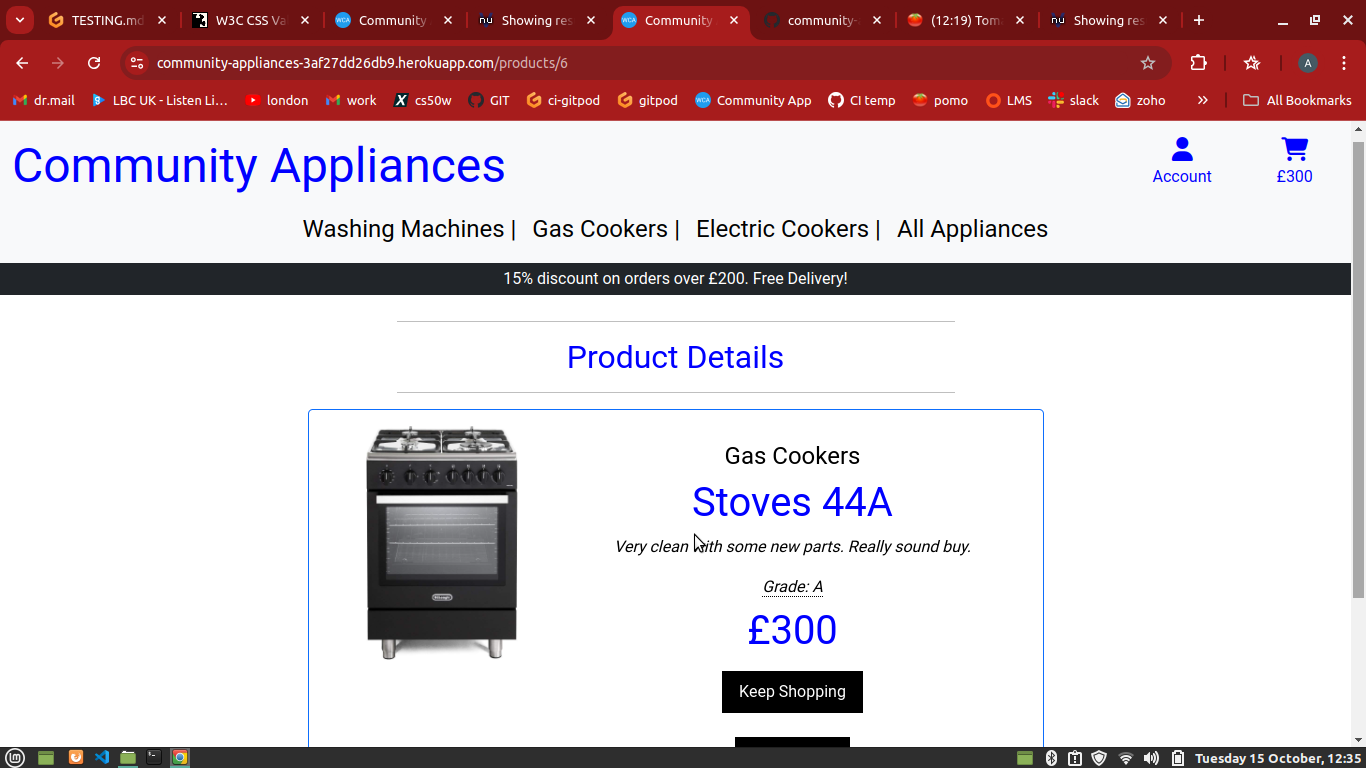 TESTING.md
W3C CSS Va
Community
Showing res
Community
community-
(12:19) Tom
Showing res
community-appliances-3af27dd26db9.herokuapp.com/products/6
A
dr.mail
LBC UK - Listen Li...
london
work
cs50w
GIT
ci-gitpod
gitpod
Community App
CI temp
pomo
LMS
slack
zoho
All Bookmarks
Community Appliances
Account
£300
Washing Machines | Gas Cookers | Electric Cookers | All Appliances
15% discount on orders over £200. Free Delivery!
Product Details
Gas Cookers
Stoves 44A
Very clean with some new parts. Really sound buy.
Grade: A
£300
Keep Shopping
Tuesday 15 October, 12:35